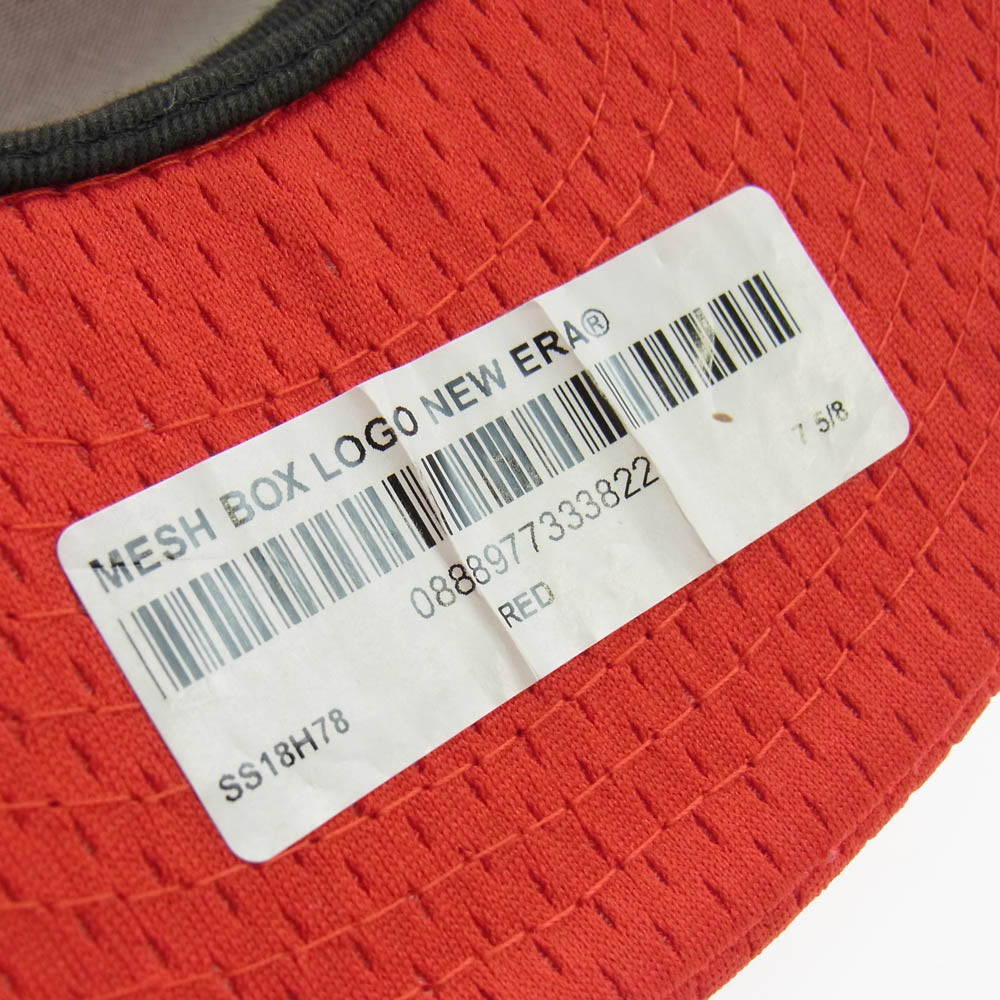 MESH BOX LOGO NEW ERA®
0888977333822
RED
7 5/8
SS18H78